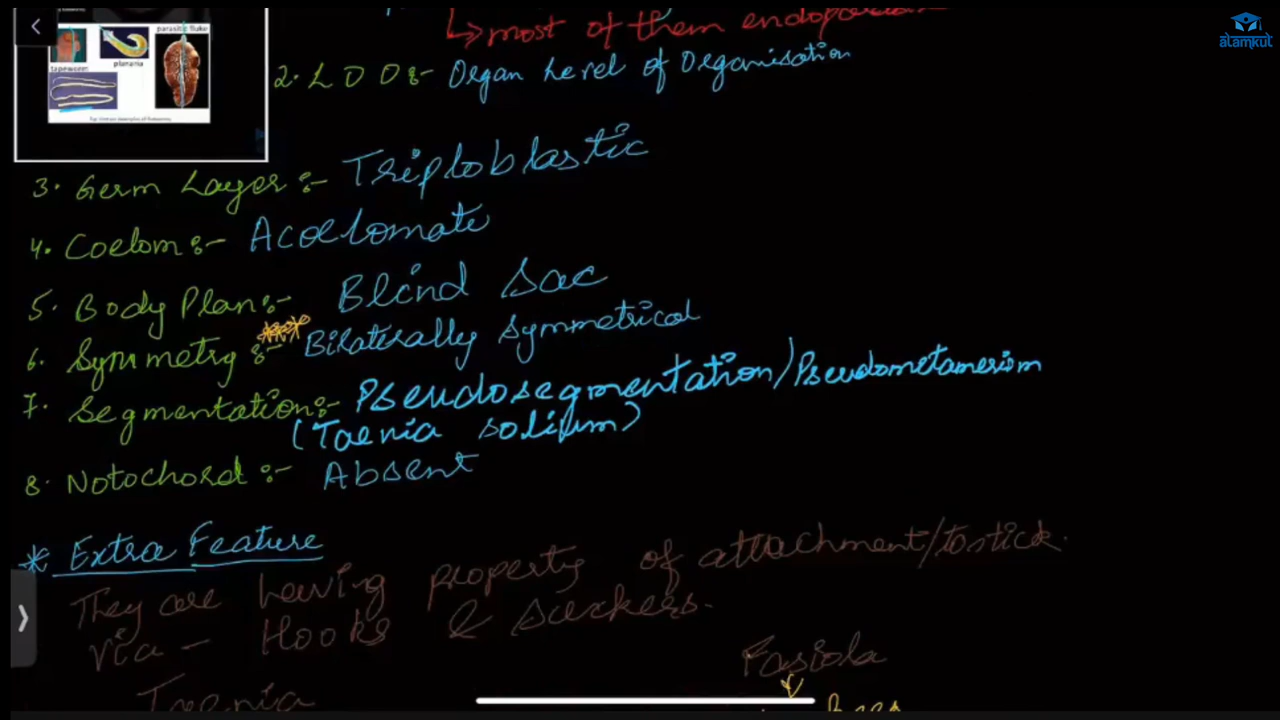 alamkul
↳ most of them
parasitic fluke
planaria
tapeworm
2. L O O :- Organ Level of Organisation
3. Germ Layer :- Triploblastic
4. Coelom :- Acoelomate
5. Body Plan :- Blind sac
6. Symmetry :- Bilaterally symmetrical
7. Segmentation :- Pseudosegmentation/Pseudometamerism
(Taenia solium)
8. Notochord :- Absent
* Extra Feature
They are having property of attachment/to stick.
via - Hooks & suckers.
Fasiola
Taenia